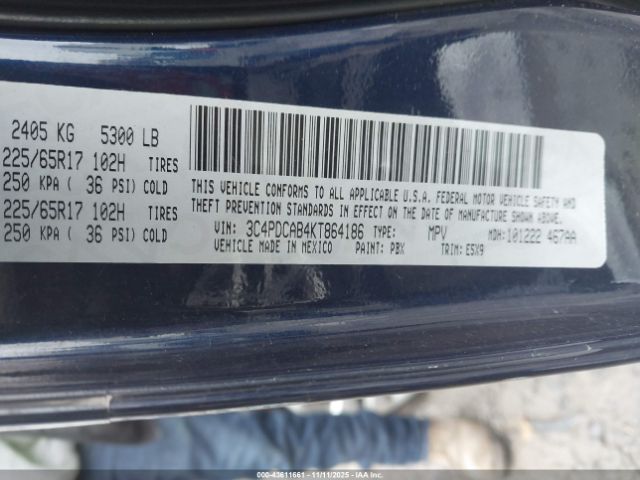 2405 KG 5300 LB
225/65R17 102H TIRES
250 KPA ( 36 PSI) COLD
225/65R17 102H TIRES
250 KPA ( 36 PSI) COLD
THIS VEHICLE CONFORMS TO ALL APPLICABLE U.S.A. FEDERAL MOTOR VEHICLE SAFETY AND
THEFT PREVENTION STANDARDS IN EFFECT ON THE DATE OF MANUFACTURE SHOWN ABOVE.
VIN: 3C4PDCAB4KT864186 TYPE: MPV MDH:101222 467AA
VEHICLE MADE IN MEXICO PAINT: PBX TRIM: E5X9
000-43611661 - 11/11/2025 - IAA Inc.